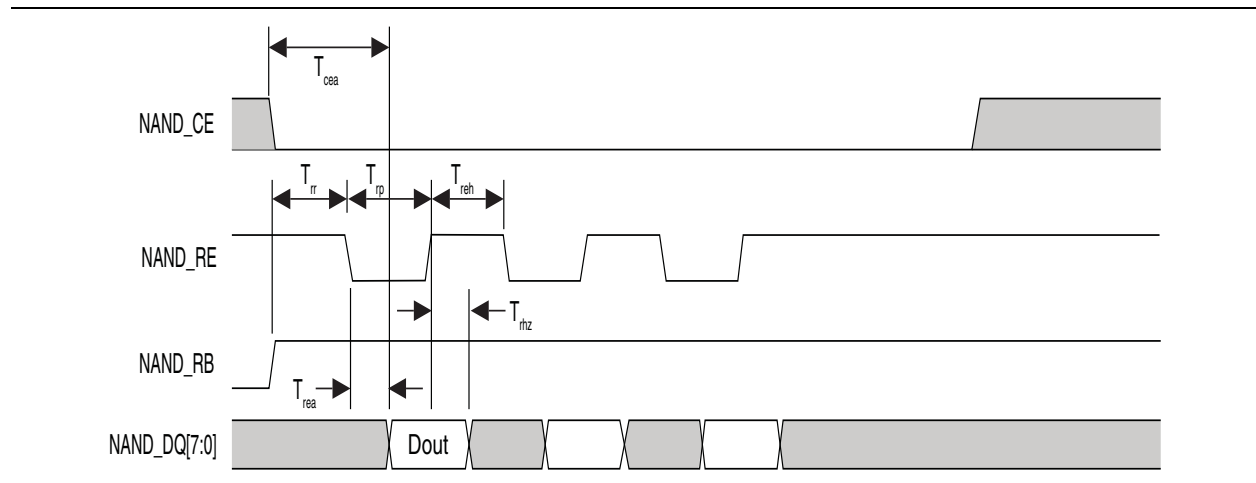 Tcea
NAND_CE
Trr Trp Treh
NAND_RE
Trhz
NAND_RB
Trea
NAND_DQ[7:0] Dout